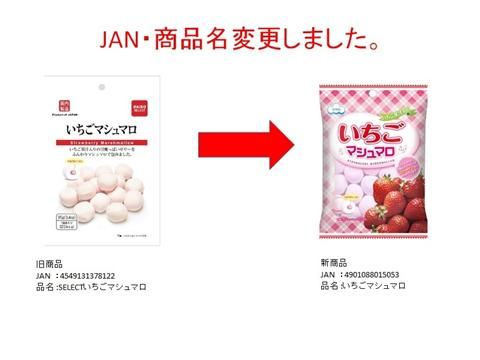 JAN・商品名変更しました。
国内製造
Product of JAPAN
DAISO
SELECT
いちごマシュマロ
Strawberry Marshmallow
いちご果汁入りの甘酸っぱいゼリーを
ふんわりマシュマロで包みました。
いちご
マシュマロ
STRAWBERRY MARSHMALLOW
旧商品
JAN ：4549131378122
品名：SELECTいちごマシュマロ
新商品
JAN ：4901088015053
品名：いちごマシュマロ